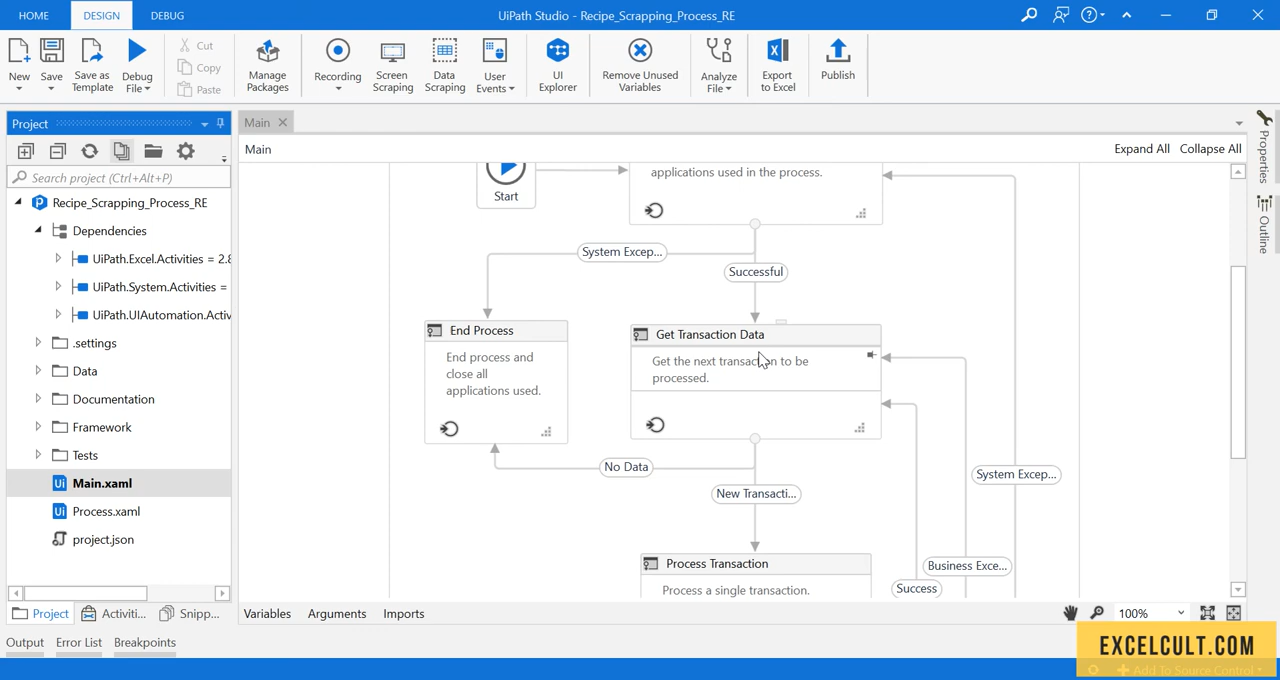 HOME DESIGN DEBUG
UiPath Studio - Recipe_Scrapping_Process_RE
New
Save
Save as
Template
Debug
File
Cut
Copy
Paste
Manage
Packages
Recording
Screen
Scraping
Data
Scraping
User
Events
UI
Explorer
Remove Unused
Variables
Analyze
File
Export
to Excel
Publish
Project
Search project (Ctrl+Alt+P)
Recipe_Scrapping_Process_RE
Dependencies
UiPath.Excel.Activities = 2.8
UiPath.System.Activities =
UiPath.UIAutomation.Activ
.settings
Data
Documentation
Framework
Tests
Main.xaml
Process.xaml
project.json
Project Activiti... Snipp...
Main
Main
Expand All Collapse All
Start
applications used in the process.
System Excep...
Successful
End Process
End process and
close all
applications used.
Get Transaction Data
Get the next transaction to be
processed.
No Data
New Transacti...
System Excep...
Process Transaction
Process a single transaction.
Business Exce...
Success
Variables Arguments Imports
100%
Properties
Outline
Output Error List Breakpoints
EXCELCULT.COM
Add To Source Control